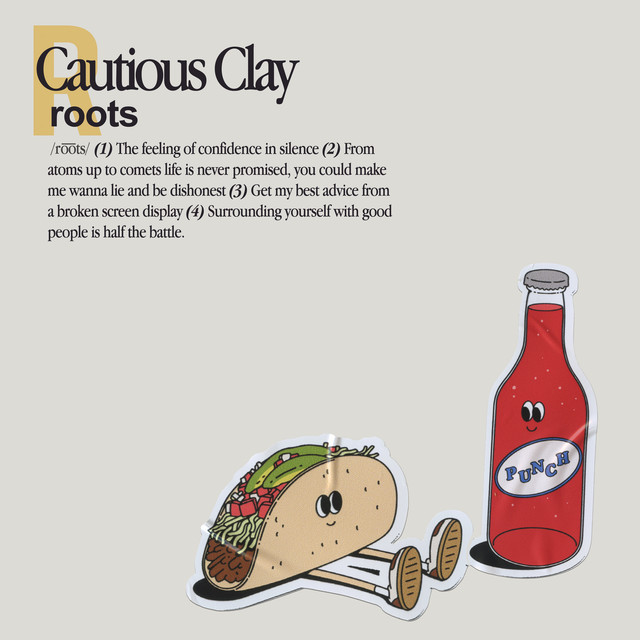 R
Cautious Clay
roots
/ro͞ots/ (1) The feeling of confidence in silence (2) From
atoms up to comets life is never promised, you could make
me wanna lie and be dishonest (3) Get my best advice from
a broken screen display (4) Surrounding yourself with good
people is half the battle.
PUNCH